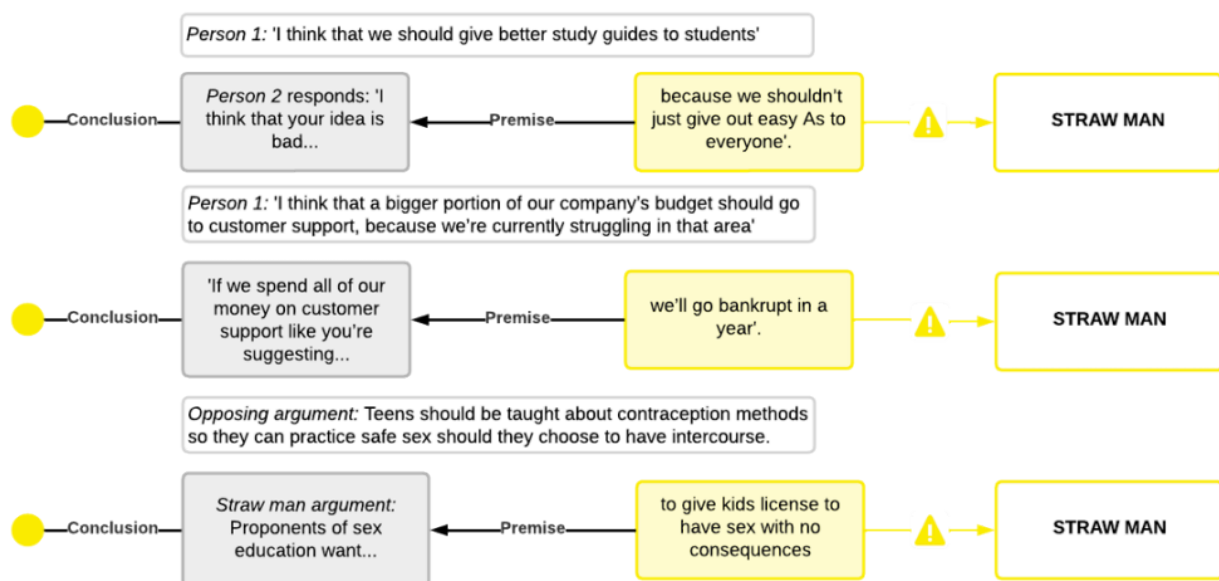 Person 1: 'I think that we should give better study guides to students'
Conclusion
Person 2 responds: 'I
think that your idea is
bad...
Premise
because we shouldn't
just give out easy As to
everyone'.
STRAW MAN
Person 1: 'I think that a bigger portion of our company's budget should go
to customer support, because we're currently struggling in that area'
Conclusion
'If we spend all of our
money on customer
support like you're
suggesting...
Premise
we'll go bankrupt in a
year'.
STRAW MAN
Opposing argument: Teens should be taught about contraception methods
so they can practice safe sex should they choose to have intercourse.
Conclusion
Straw man argument:
Proponents of sex
education want...
Premise
to give kids license to
have sex with no
consequences
STRAW MAN